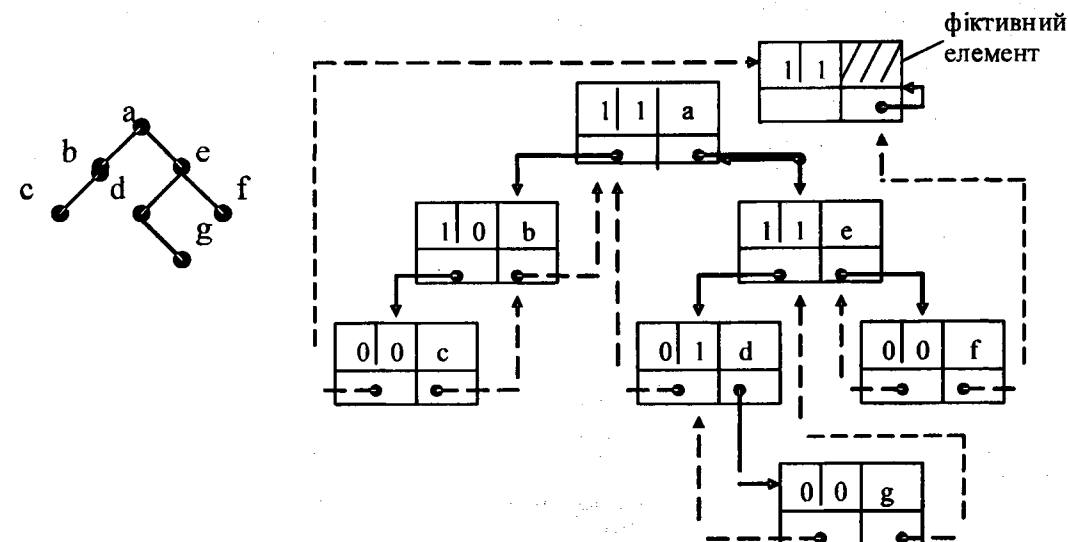 фіктивний
елемент
1 1
1 1 a
a
b e
c d f
g
1 0 b
1 1 e
0 0 c
0 1 d
0 0 f
0 0 g